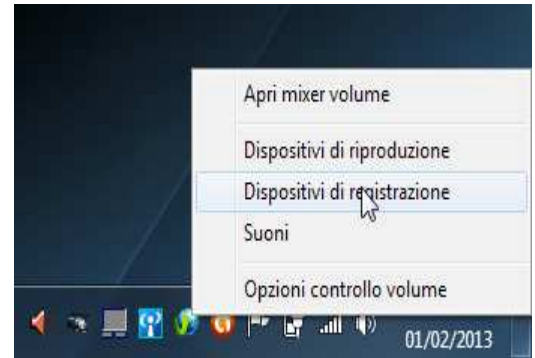 Apri mixer volume
Dispositivi di riproduzione
Dispositivi di registrazione
Suoni
Opzioni controllo volume
01/02/2013